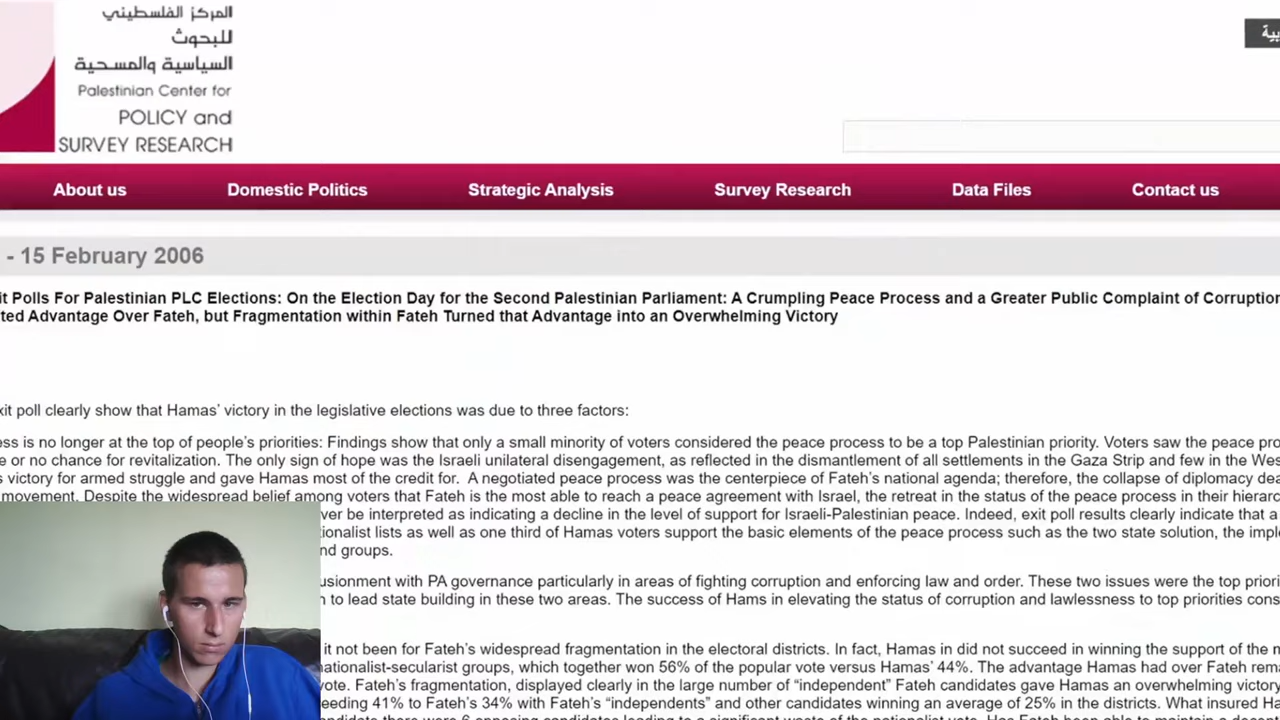 المركز الفلسطيني
للبحوث
السياسية والمسحية
Palestinian Center for
POLICY and
SURVEY RESEARCH
About us Domestic Politics Strategic Analysis Survey Research Data Files Contact us
- 15 February 2006
it Polls For Palestinian PLC Elections: On the Election Day for the Second Palestinian Parliament: A Crumpling Peace Process and a Greater Public Complaint of Corruption
ted Advantage Over Fateh, but Fragmentation within Fateh Turned that Advantage into an Overwhelming Victory
xit poll clearly show that Hamas' victory in the legislative elections was due to three factors:
ess is no longer at the top of people's priorities: Findings show that only a small minority of voters considered the peace process to be a top Palestinian priority. Voters saw the peace pro
e or no chance for revitalization. The only sign of hope was the Israeli unilateral disengagement, as reflected in the dismantlement of all settlements in the Gaza Strip and few in the Wes
s victory for armed struggle and gave Hamas most of the credit for. A negotiated peace process was the centerpiece of Fateh's national agenda; therefore, the collapse of diplomacy dea
movement. Despite the widespread belief among voters that Fateh is the most able to reach a peace agreement with Israel, the retreat in the status of the peace process in their hierarc
ver be interpreted as indicating a decline in the level of support for Israeli-Palestinian peace. Indeed, exit poll results clearly indicate that a
ionalist lists as well as one third of Hamas voters support the basic elements of the peace process such as the two state solution, the imple
nd groups.
usionment with PA governance particularly in areas of fighting corruption and enforcing law and order. These two issues were the top priori
n to lead state building in these two areas. The success of Hams in elevating the status of corruption and lawlessness to top priorities cons
it not been for Fateh's widespread fragmentation in the electoral districts. In fact, Hamas in did not succeed in winning the support of the m
nationalist-secularist groups, which together won 56% of the popular vote versus Hamas' 44%. The advantage Hamas had over Fateh rema
vote. Fateh's fragmentation, displayed clearly in the large number of "independent" Fateh candidates gave Hamas an overwhelming victory
eeding 41% to Fateh's 34% with Fateh's "independents" and other candidates winning an average of 25% in the districts. What insured Ha